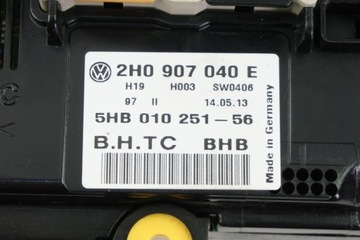 2H0 907 040 E
H19 H003 SW0406
97 II 14.05.13
5HB 010 251-56
B.H.TC BHB
Made in Germany